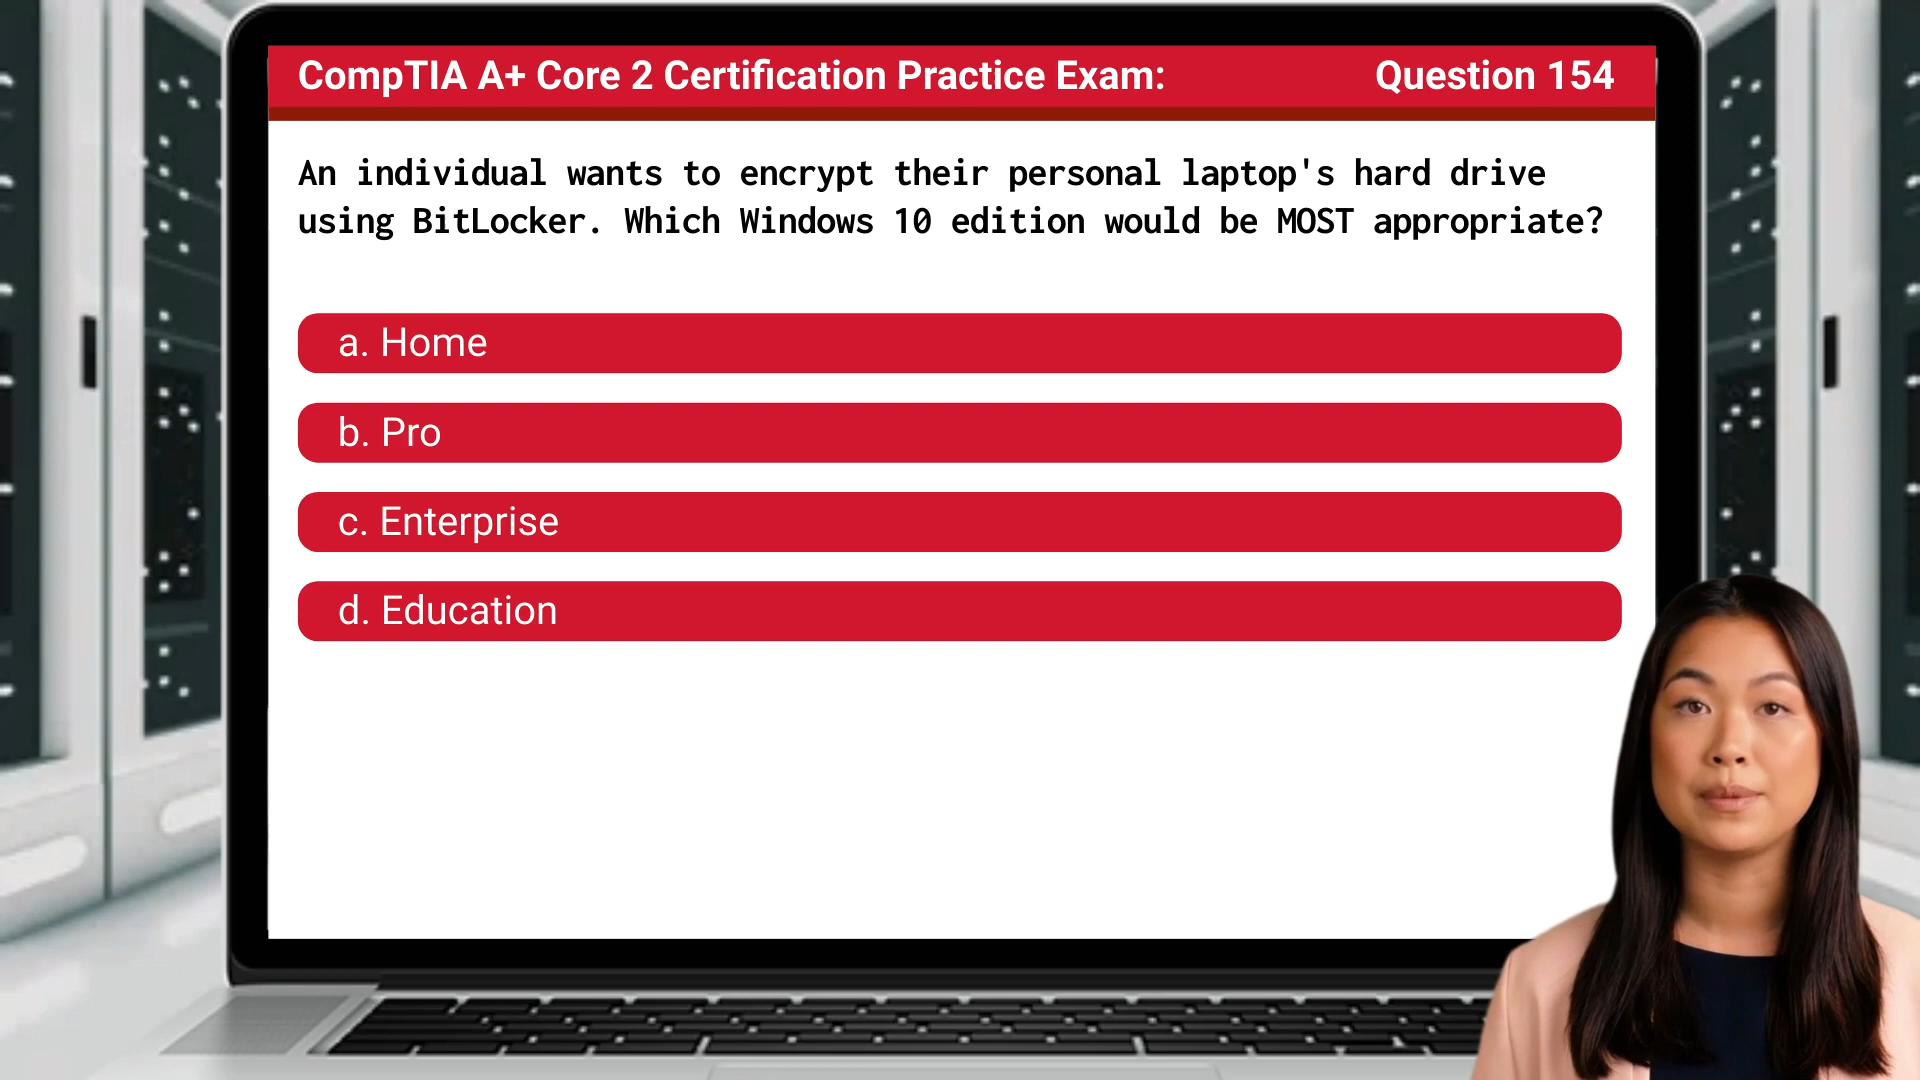 CompTIA A+ Core 2 Certification Practice Exam: Question 154
An individual wants to encrypt their personal laptop's hard drive
using BitLocker. Which Windows 10 edition would be MOST appropriate?
a. Home
b. Pro
c. Enterprise
d. Education